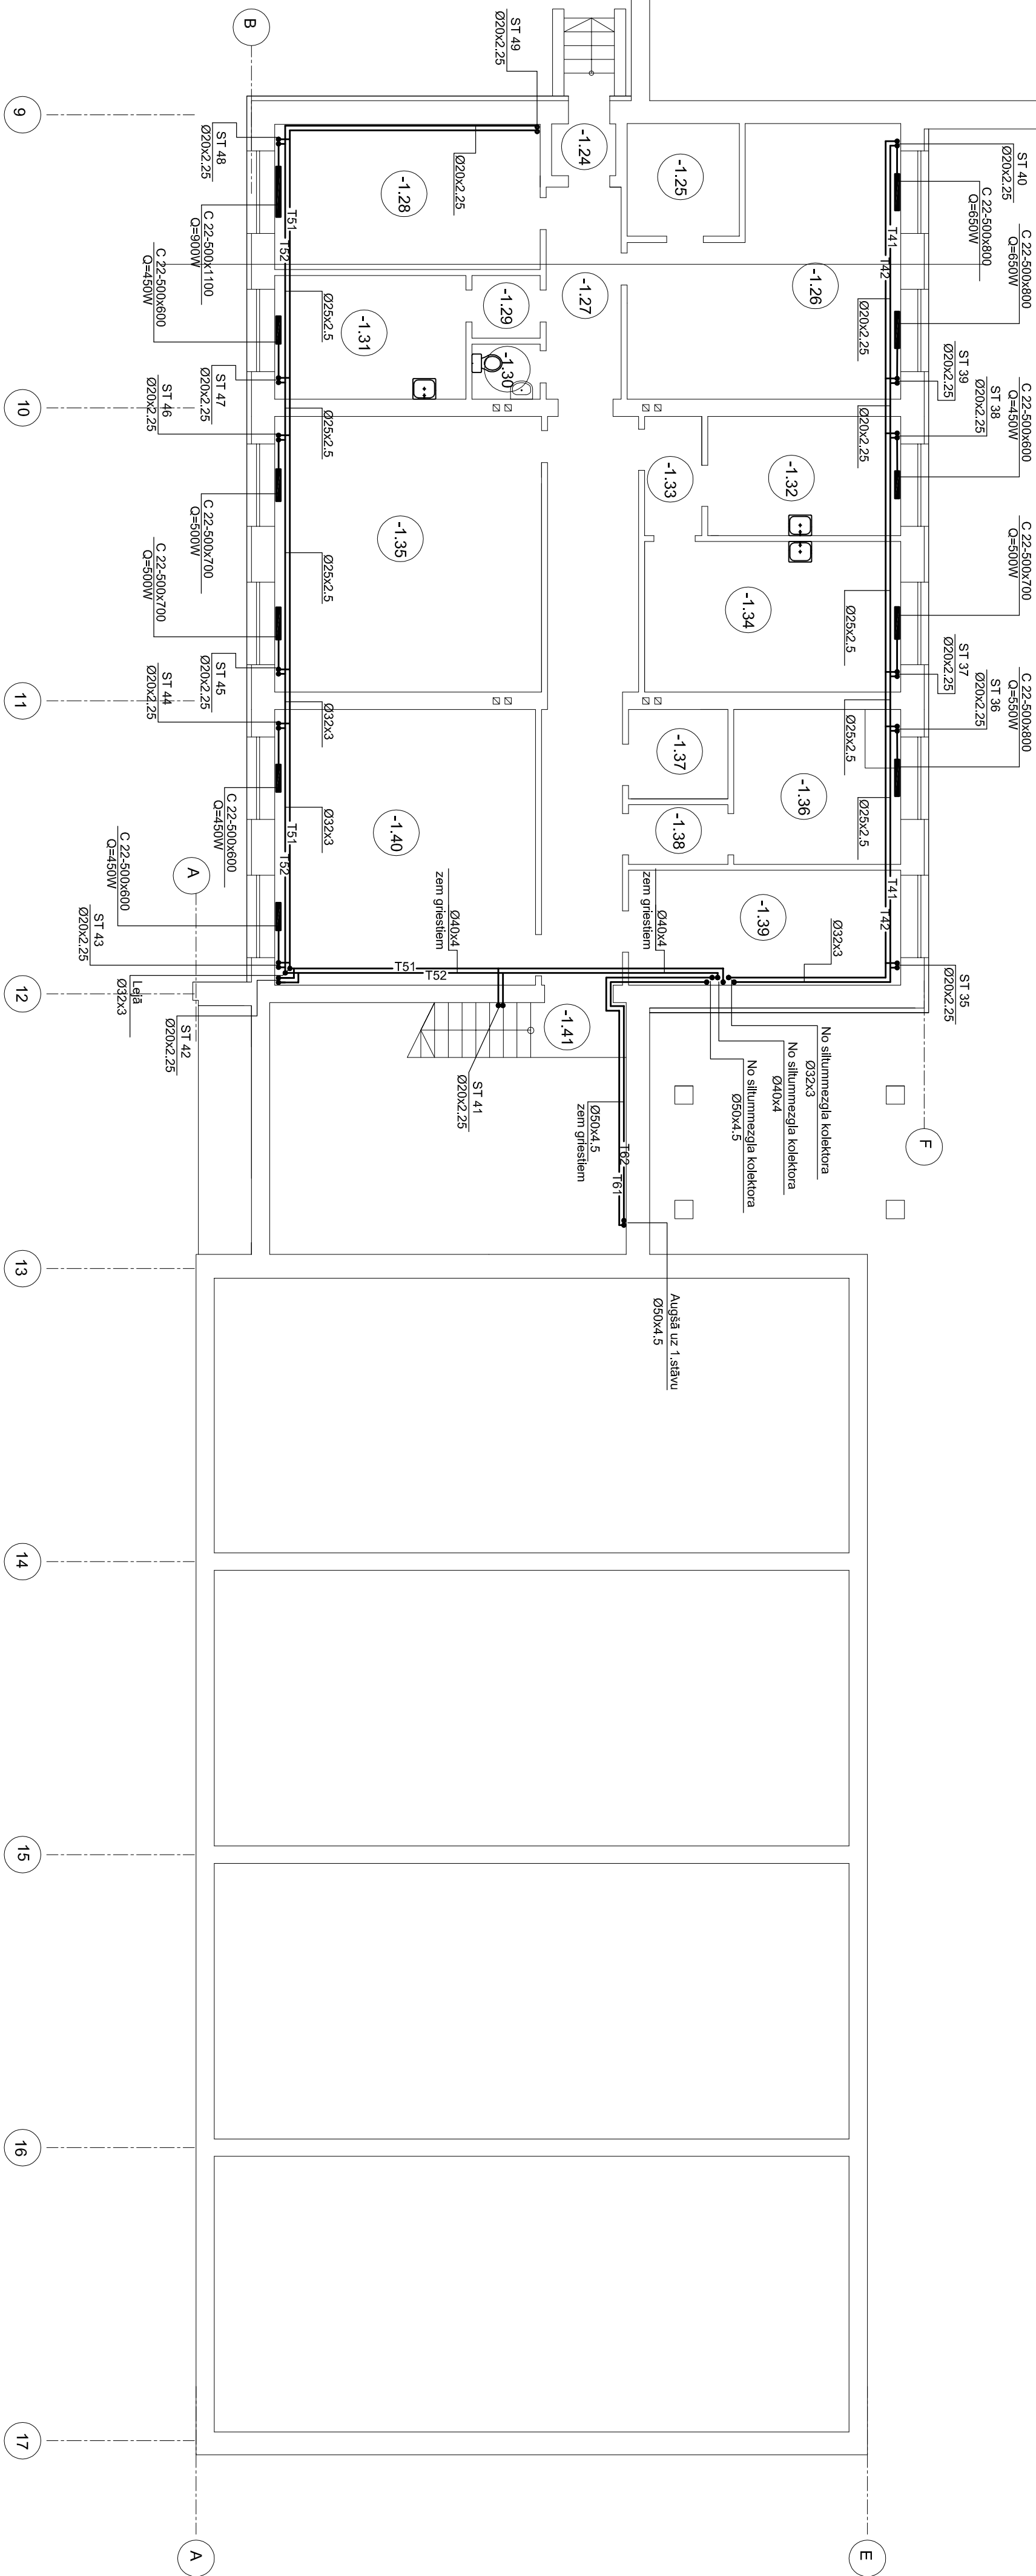 ST 40
Ø20x2.25
C 22-500x800
Q=650W
C 22-500x800
Q=650W
ST 39
Ø20x2.25
ST 38
Ø20x2.25
C 22-500x600
Q=450W
C 22-500x700
Q=500W
ST 37
Ø20x2.25
ST 36
Ø20x2.25
C 22-500x800
Q=550W
ST 35
Ø20x2.25
F
T41
T42
Ø20x2.25
Ø20x2.25
Ø25x2.5
Ø25x2.5
Ø25x2.5
T41
T42
Ø32x3
-1.24
-1.25
-1.26
-1.27
-1.28
-1.29
-1.30
-1.31
-1.32
-1.33
-1.34
-1.35
-1.36
-1.37
-1.38
-1.39
-1.40
-1.41
No siltummezgla kolektora
Ø32x3
No siltummezgla kolektora
Ø40x4
No siltummezgla kolektora
Ø50x4.5
Ø40x4
zem griestiem
Ø40x4
zem griestiem
T51
T52
Ø50x4.5
zem griestiem
T62
T61
Augšā uz 1.stāvu
Ø50x4.5
ST 41
Ø20x2.25
ST 49
Ø20x2.25
Ø20x2.25
T51
T52
Ø25x2.5
Ø25x2.5
Ø25x2.5
Ø32x3
Ø32x3
T51
T52
B
ST 48
Ø20x2.25
C 22-500x1100
Q=900W
C 22-500x600
Q=450W
ST 47
Ø20x2.25
ST 46
Ø20x2.25
C 22-500x700
Q=500W
C 22-500x700
Q=500W
ST 45
Ø20x2.25
ST 44
Ø20x2.25
C 22-500x600
Q=450W
C 22-500x600
Q=450W
A
ST 43
Ø20x2.25
Lejā
Ø32x3
ST 42
Ø20x2.25
9
10
11
12
13
14
15
16
17
A
E